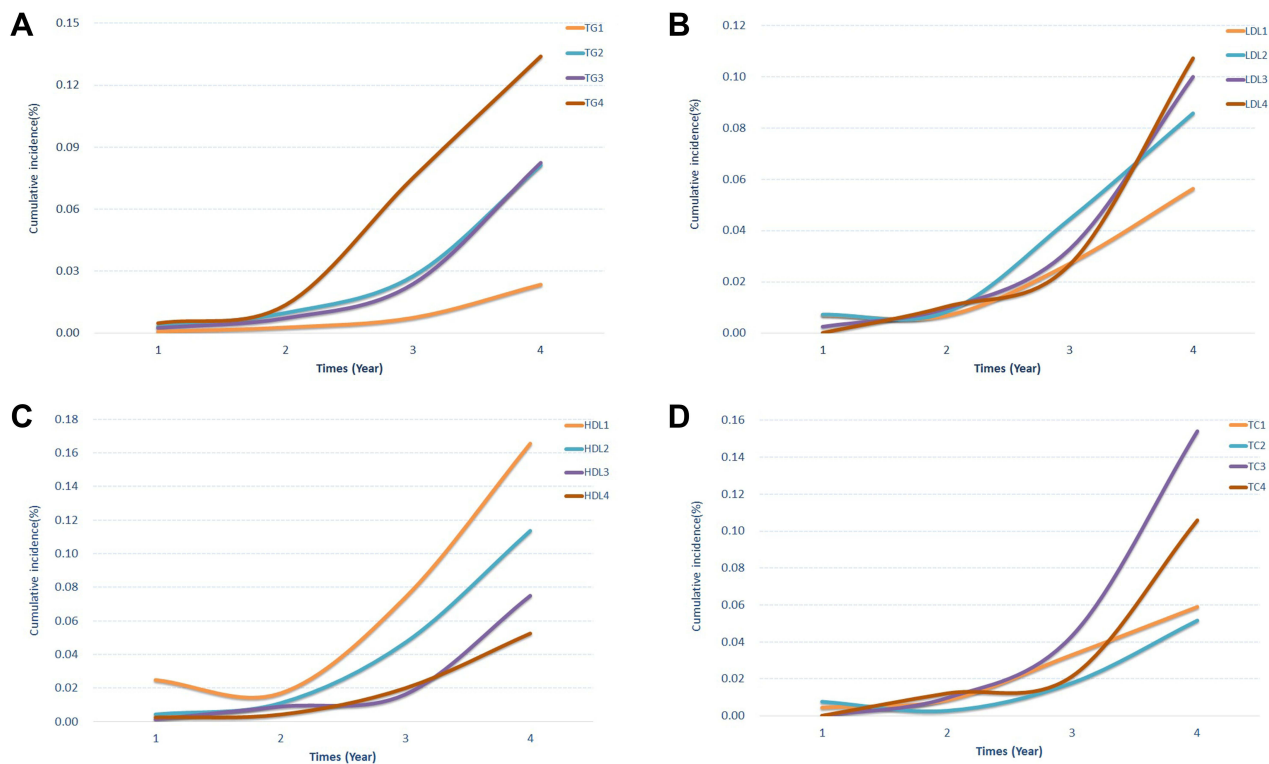 A
Cumulative incidence(%)
0.15
0.12
0.09
0.06
0.03
0.00
1 2 3 4
Times (Year)
TG1
TG2
TG3
TG4
B
Cumulative incidence(%)
0.12
0.10
0.08
0.06
0.04
0.02
0.00
1 2 3 4
Times (Year)
LDL1
LDL2
LDL3
LDL4
C
Cumulative incidence(%)
0.18
0.16
0.14
0.12
0.10
0.08
0.06
0.04
0.02
0.00
1 2 3 4
Times (Year)
HDL1
HDL2
HDL3
HDL4
D
Cumulative incidence(%)
0.16
0.14
0.12
0.10
0.08
0.06
0.04
0.02
0.00
1 2 3 4
Times (Year)
TC1
TC2
TC3
TC4